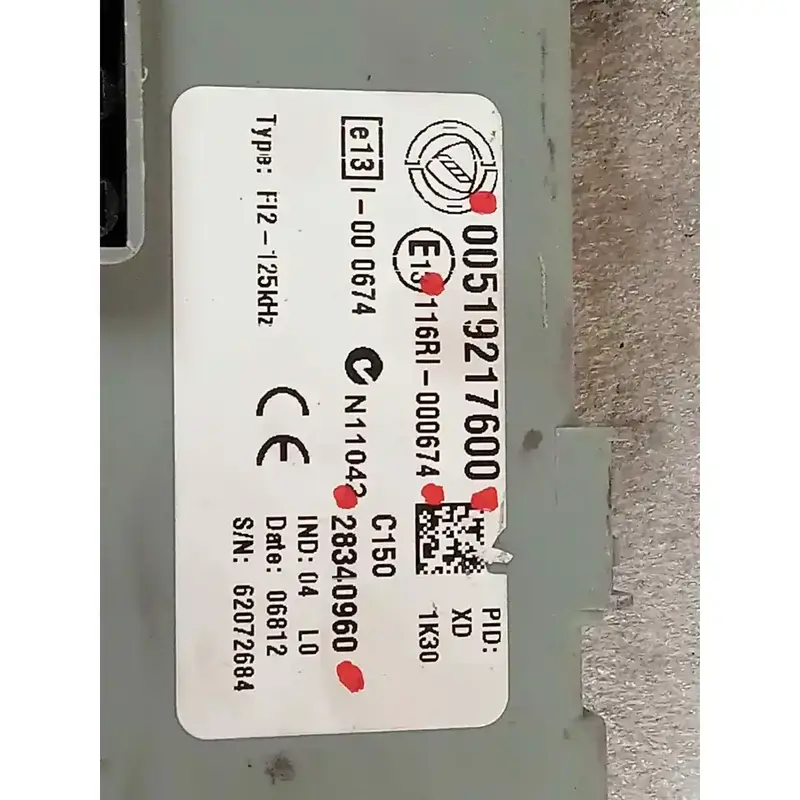 00519217600
PID:
XD
E13
116RI-000674
1K30
e13
I-00 0674
N11042
28340960
C150
IND: 04 L0
Type: FI2-125kHz
CE
Date: 06812
S/N: 62072684